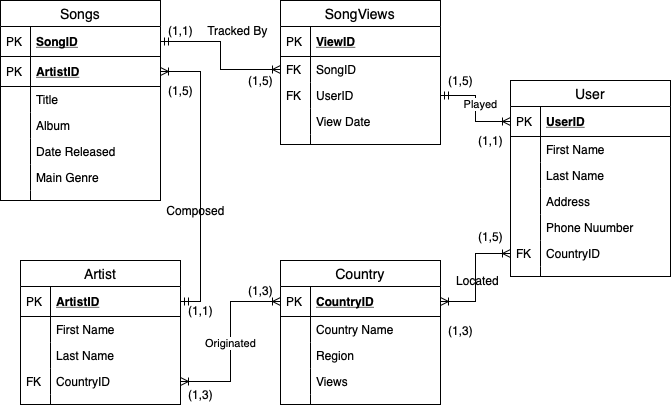 Songs
PK SongID
PK ArtistID
Title
Album
Date Released
Main Genre
(1,1)
Tracked By
(1,5)
(1,5)
SongViews
PK ViewID
FK SongID
FK UserID
View Date
(1,5)
Played
(1,1)
User
PK UserID
First Name
Last Name
Address
Phone Nuumber
FK CountryID
Composed
(1,5)
Located
(1,3)
Artist
PK ArtistID
First Name
Last Name
FK CountryID
(1,1)
(1,3)
Originated
(1,3)
Country
PK CountryID
Country Name
Region
Views